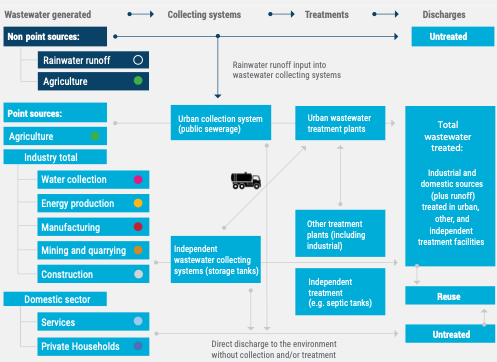 Wastewater generated
Collecting systems
Treatments
Discharges
Non point sources:
Untreated
Rainwater runoff
Agriculture
Rainwater runoff input into
wastewater collecting systems
Point sources:
Agriculture
Industry total
Water collection
Energy production
Manufacturing
Mining and quarrying
Construction
Domestic sector
Services
Private Households
Urban collection system
(public sewerage)
Independent
wastewater collecting
systems (storage tanks)
Urban wastewater
treatment plants
Other treatment
plants (including
industrial)
Independent
treatment
(e.g. septic tanks)
Total
wastewater
treated:
Industrial and
domestic sources
(plus runoff)
treated in urban,
other, and
independent
treatment facilities
Reuse
Untreated
Direct discharge to the environment
without collection and/or treatment